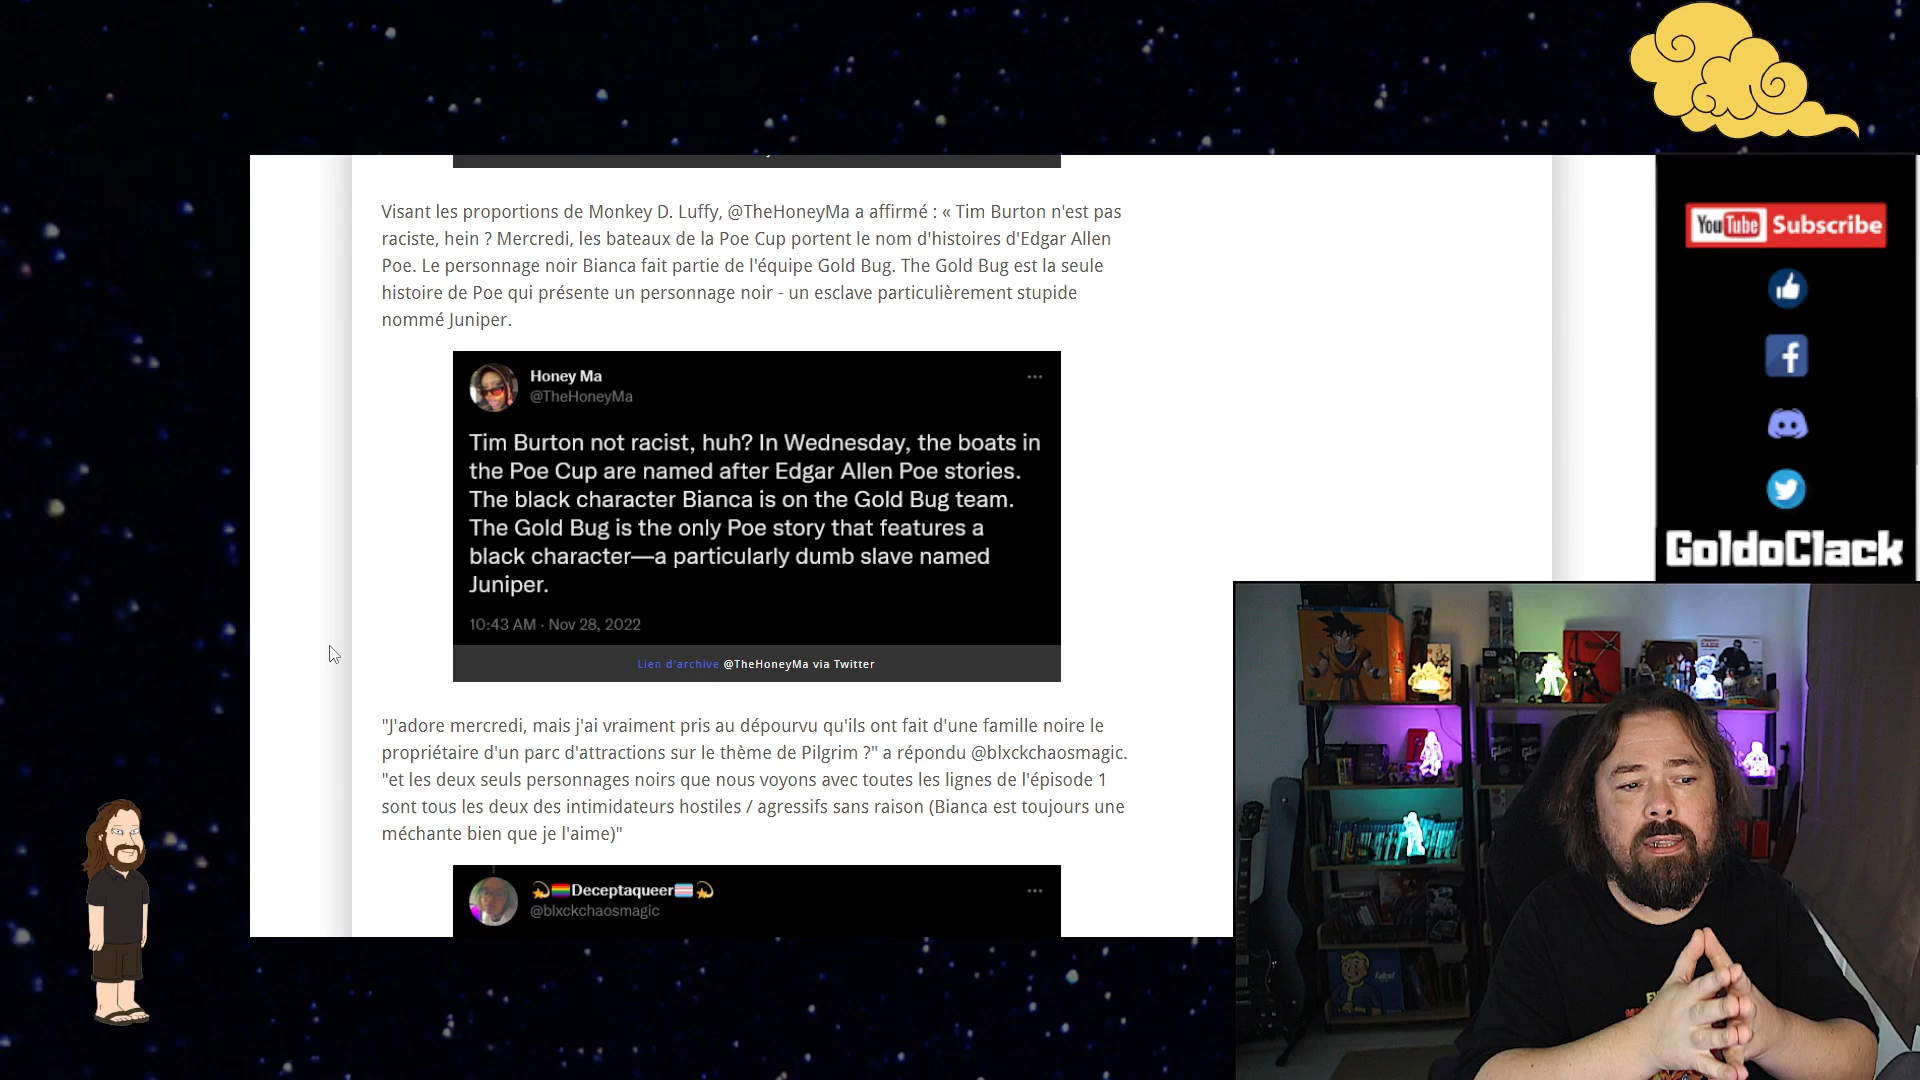 Visant les proportions de Monkey D. Luffy, @TheHoneyMa a affirmé : « Tim Burton n'est pas
raciste, hein ? Mercredi, les bateaux de la Poe Cup portent le nom d'histoires d'Edgar Allen
Poe. Le personnage noir Bianca fait partie de l'équipe Gold Bug. The Gold Bug est la seule
histoire de Poe qui présente un personnage noir - un esclave particulièrement stupide
nommé Juniper.
Honey Ma
@TheHoneyMa
Tim Burton not racist, huh? In Wednesday, the boats in
the Poe Cup are named after Edgar Allen Poe stories.
The black character Bianca is on the Gold Bug team.
The Gold Bug is the only Poe story that features a
black character—a particularly dumb slave named
Juniper.
10:43 AM · Nov 28, 2022
Lien d'archive @TheHoneyMa via Twitter
"J'adore mercredi, mais j'ai vraiment pris au dépourvu qu'ils ont fait d'une famille noire le
propriétaire d'un parc d'attractions sur le thème de Pilgrim ?" a répondu @blxckchaosmagic.
"et les deux seuls personnages noirs que nous voyons avec toutes les lignes de l'épisode 1
sont tous les deux des intimidateurs hostiles / agressifs sans raison (Bianca est toujours une
méchante bien que je l'aime)"
Deceptaqueer
@blxckchaosmagic
YouTube Subscribe
GoldoClack